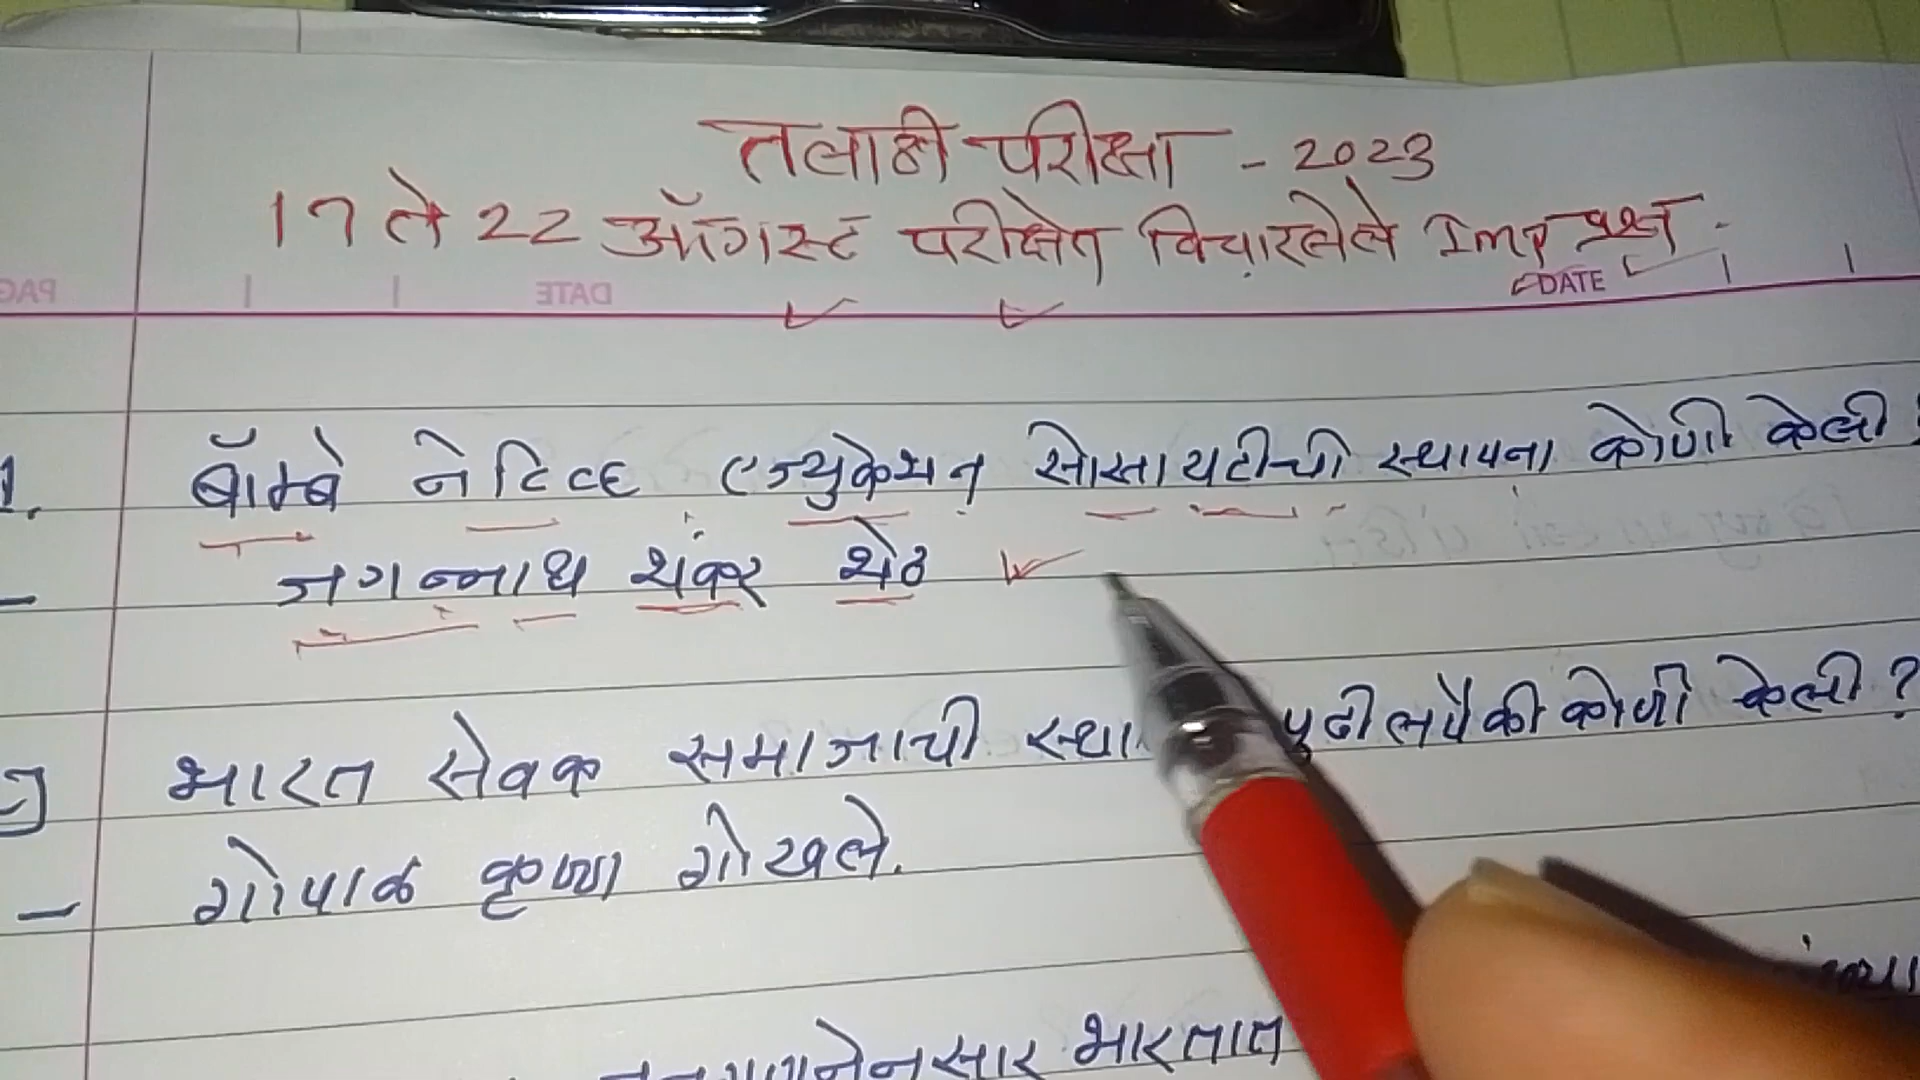 तलाठी परीक्षा - 2023
17 ते 22 ऑगस्ट परीक्षेत विचारलेले Imp प्रश्न.
DATE
1. बॉम्बे नेटिव्ह एज्युकेशन सोसायटीची स्थापना कोणी केली ?
- जगन्नाथ शंकर शेठ
भारत सेवक समाजाची स्था पुढीलपैकी कोणी केली ?
- गोपाळ कृष्ण गोखले.
भारतात